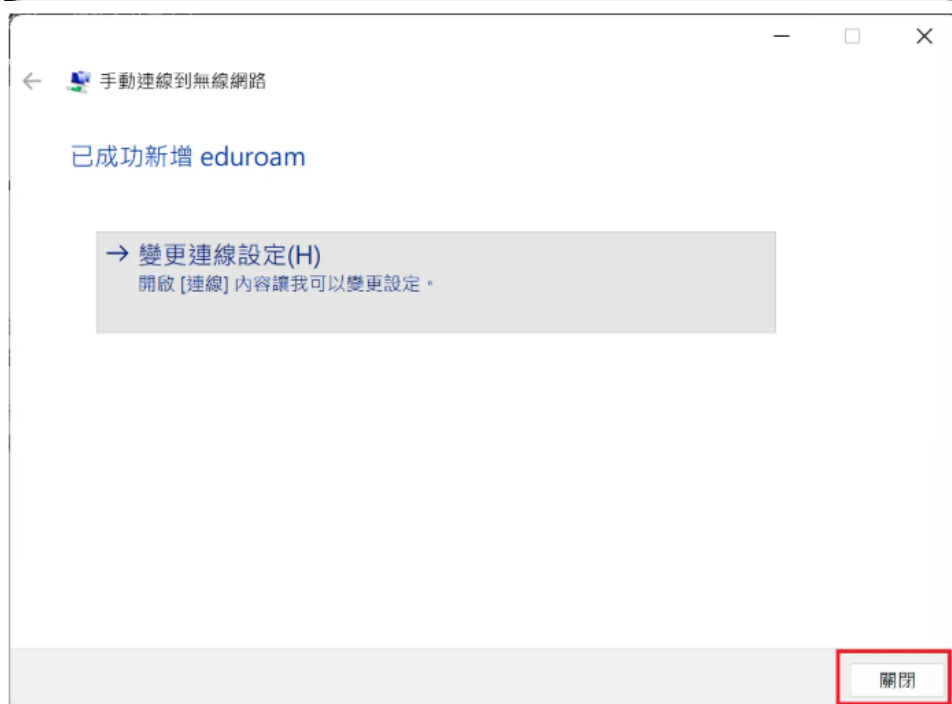 手動連線到無線網路
已成功新增 eduroam
→ 變更連線設定(H)
開啟 [連線] 內容讓我可以變更設定。
關閉